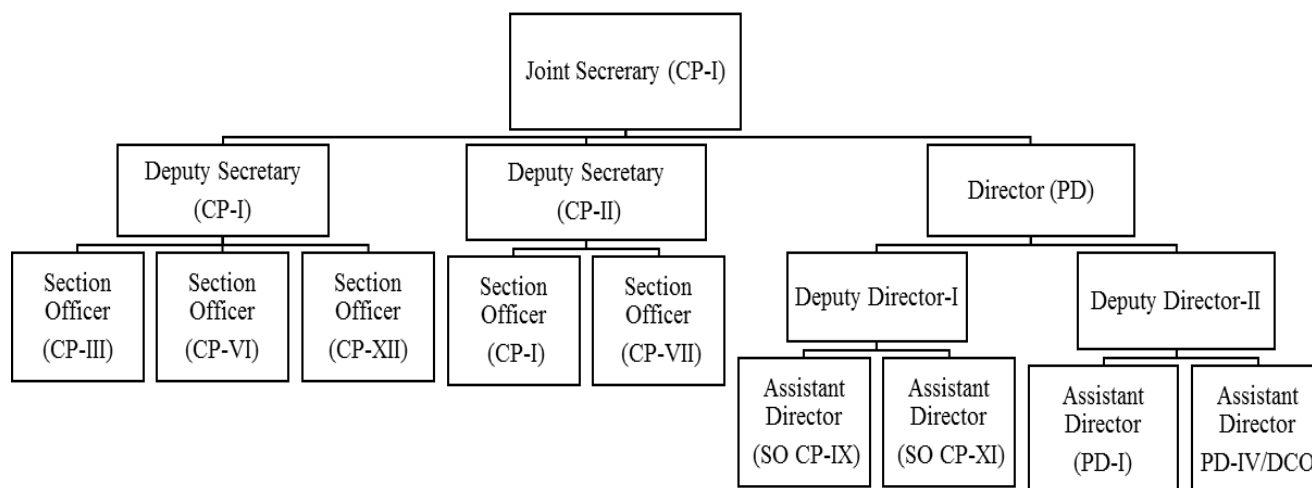 Joint Secrerary (CP-I)
Deputy Secretary
(CP-I)
Deputy Secretary
(CP-II)
Director (PD)
Section
Officer
(CP-III)
Section
Officer
(CP-VI)
Section
Officer
(CP-XII)
Section
Officer
(CP-I)
Section
Officer
(CP-VII)
Deputy Director-I
Deputy Director-II
Assistant
Director
(SO CP-IX)
Assistant
Director
(SO CP-XI)
Assistant
Director
(PD-I)
Assistant
Director
PD-IV/DCO